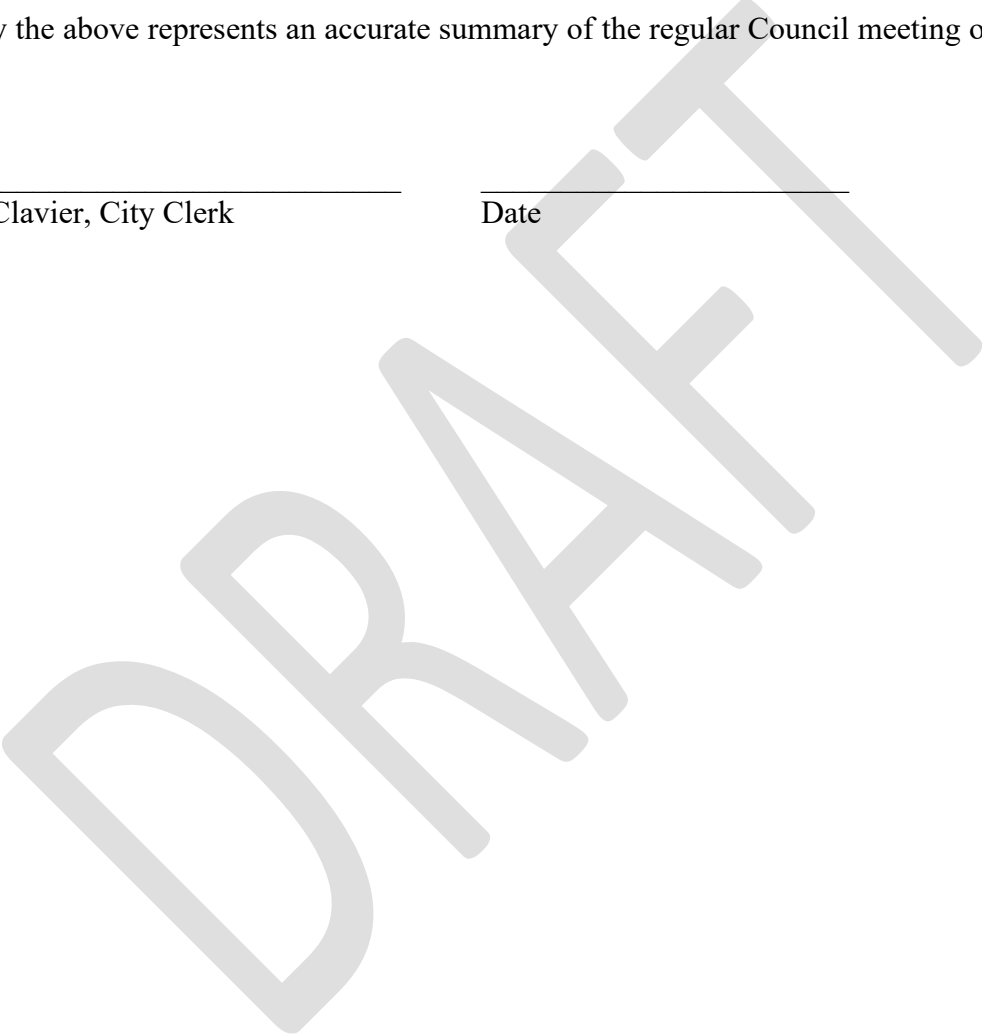 the above represents an accurate summary of the regular Council meeting
Clavier, City Clerk
Date
DRAFT